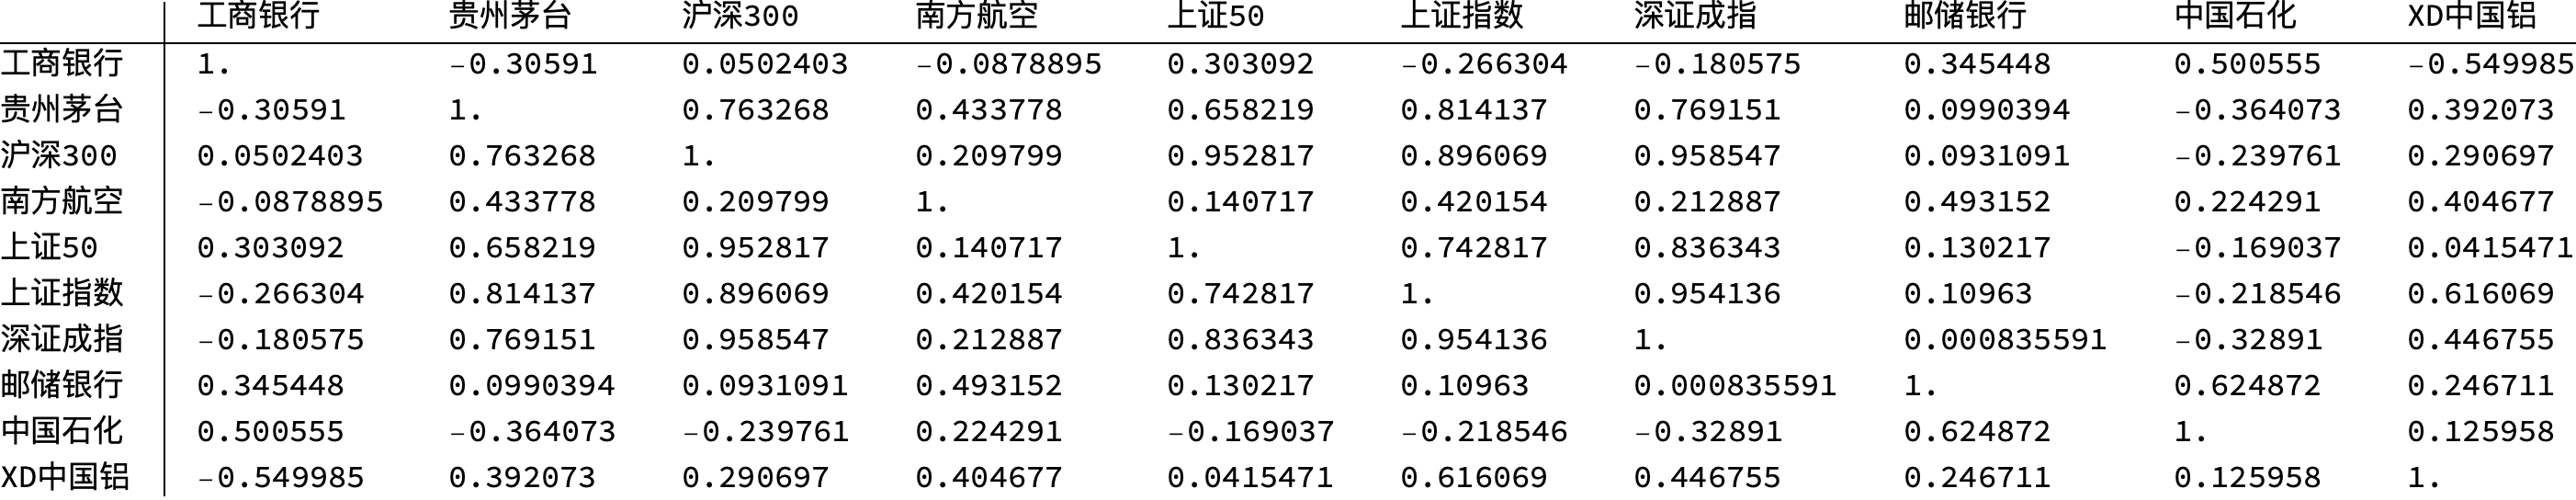 工商银行 贵州茅台 沪深300 南方航空 上证50 上证指数 深证成指 邮储银行 中国石化 XD中国铝
工商银行 1. -0.30591 0.0502403 -0.0878895 0.303092 -0.266304 -0.180575 0.345448 0.500555 -0.549985
贵州茅台 -0.30591 1. 0.763268 0.433778 0.658219 0.814137 0.769151 0.0990394 -0.364073 0.392073
沪深300 0.0502403 0.763268 1. 0.209799 0.952817 0.896069 0.958547 0.0931091 -0.239761 0.290697
南方航空 -0.0878895 0.433778 0.209799 1. 0.140717 0.420154 0.212887 0.493152 0.224291 0.404677
上证50 0.303092 0.658219 0.952817 0.140717 1. 0.742817 0.836343 0.130217 -0.169037 0.0415471
上证指数 -0.266304 0.814137 0.896069 0.420154 0.742817 1. 0.954136 0.10963 -0.218546 0.616069
深证成指 -0.180575 0.769151 0.958547 0.212887 0.836343 0.954136 1. 0.000835591 -0.32891 0.446755
邮储银行 0.345448 0.0990394 0.0931091 0.493152 0.130217 0.10963 0.000835591 1. 0.624872 0.246711
中国石化 0.500555 -0.364073 -0.239761 0.224291 -0.169037 -0.218546 -0.32891 0.624872 1. 0.125958
XD中国铝 -0.549985 0.392073 0.290697 0.404677 0.0415471 0.616069 0.446755 0.246711 0.125958 1.